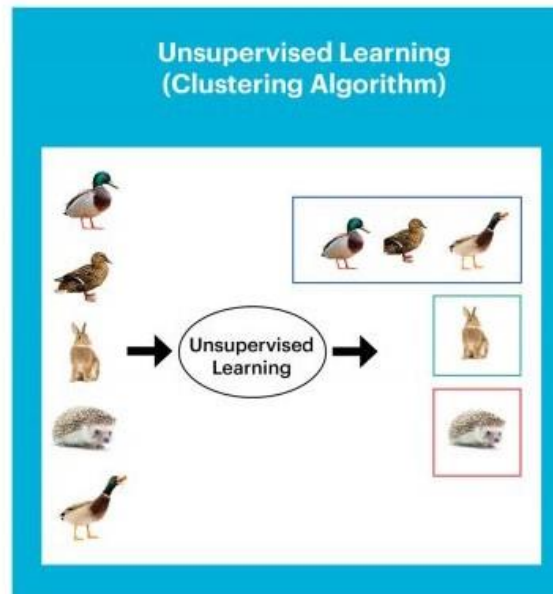 Unsupervised Learning
(Clustering Algorithm)
Unsupervised
Learning